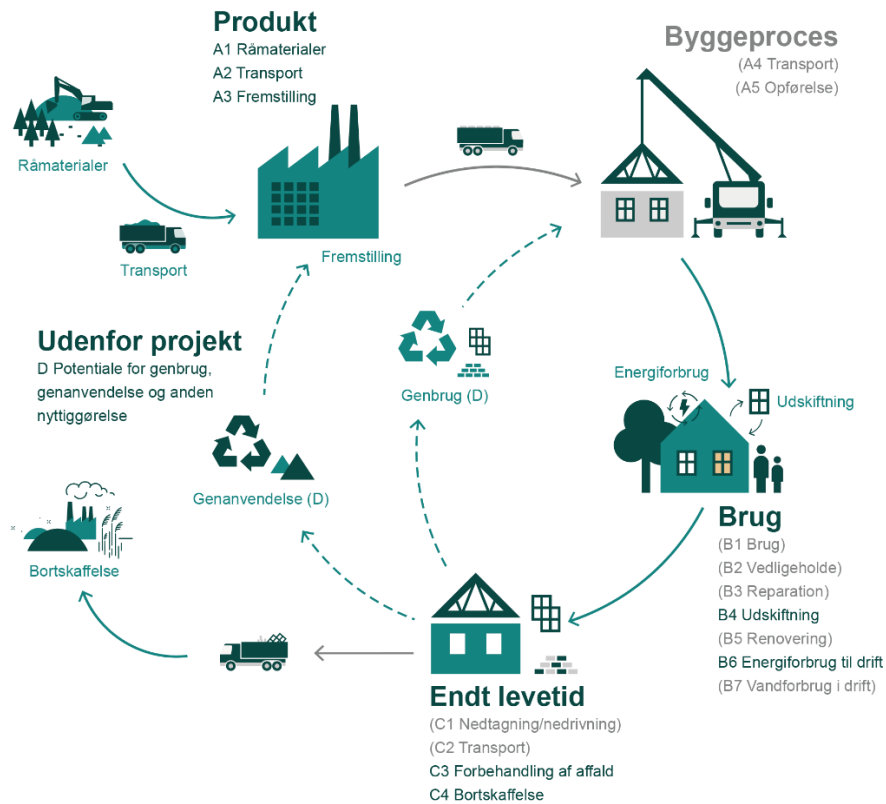 Produkt
A1 Råmaterialer
A2 Transport
A3 Fremstilling
Byggeproces
(A4 Transport)
(A5 Opførelse)
Råmaterialer
Transport
Fremstilling
Udenfor projekt
D Potentiale for genbrug,
genanvendelse og anden
nyttiggørelse
Genbrug (D)
Energiforbrug
Udskiftning
Genanvendelse (D)
Bortskaffelse
Brug
(B1 Brug)
(B2 Vedligeholde)
(B3 Reparation)
B4 Udskiftning
(B5 Renovering)
B6 Energiforbrug til drift
(B7 Vandforbrug i drift)
Endt levetid
(C1 Nedtagning/nedrivning)
(C2 Transport)
C3 Forbehandling af affald
C4 Bortskaffelse